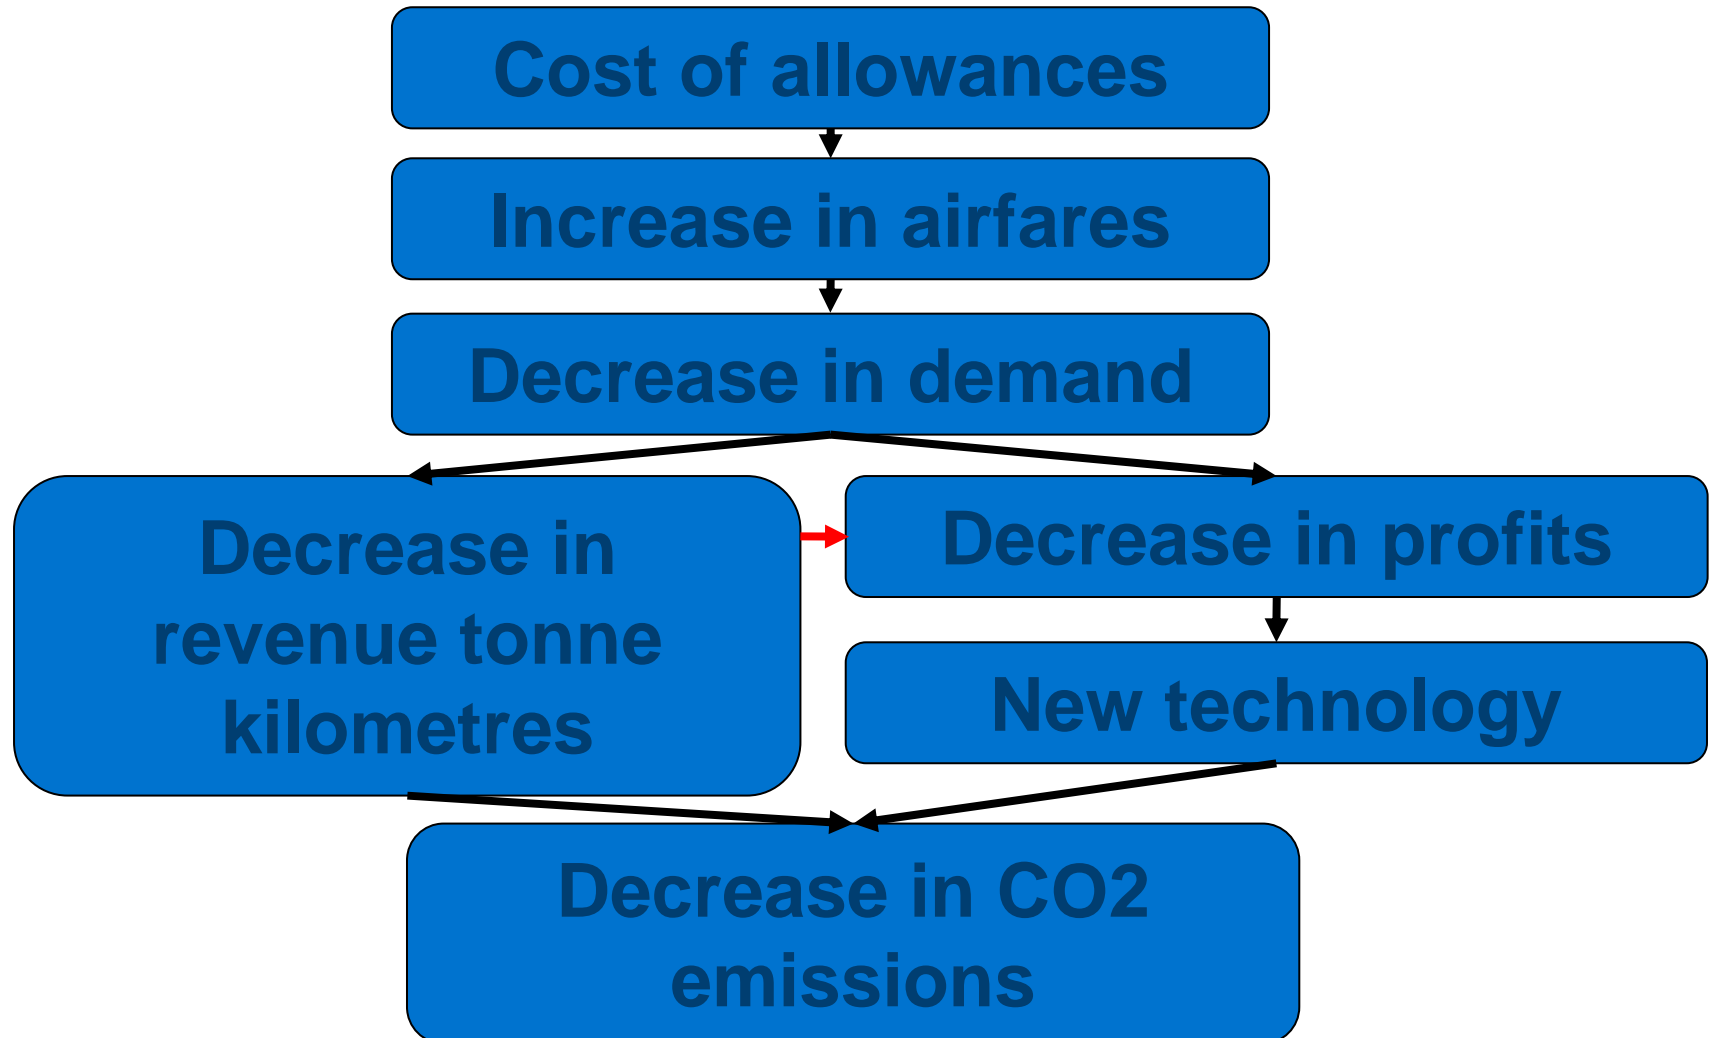 Cost of allowances
Increase in airfares
Decrease in demand
Decrease in
revenue tonne
kilometres
Decrease in profits
New technology
Decrease in CO2
emissions